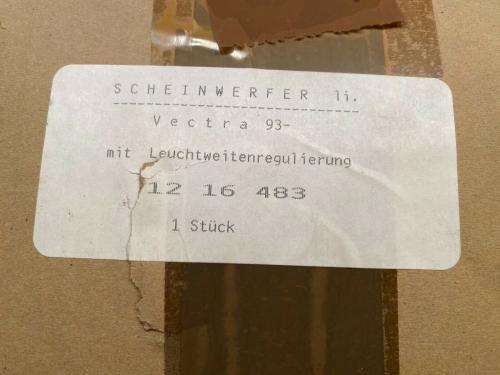 SCHEINWERFER li.
Vectra 93-
mit Leuchtweitenregulierung
12 16 483
1 Stück